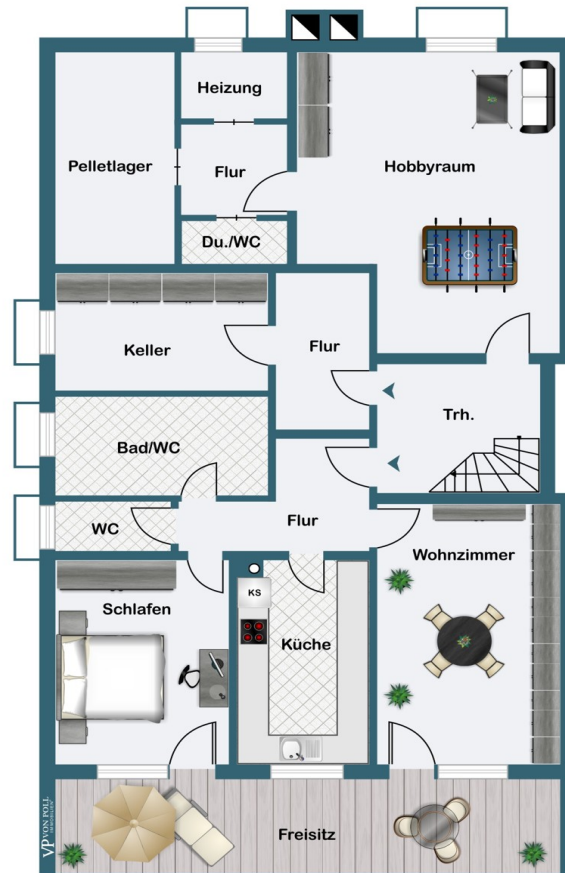 Heizung
Pelletlager
Flur
Hobbyraum
Du./WC
Keller
Flur
Trh.
Bad/WC
WC
Flur
Wohnzimmer
Schlafen
KS
Küche
Freisitz
VP VON POLL